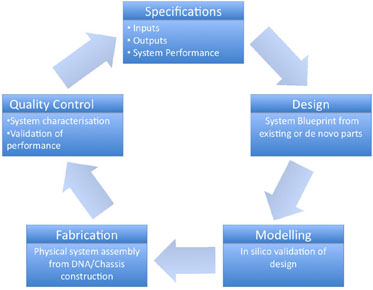 Specifications
•Inputs
•Outputs
•System Performance
Design
System Blueprint from
existing or de novo parts
Modelling
In silico validation of
design
Fabrication
Physical system assembly
from DNA/Chassis
construction
Quality Control
•System characterisation
•Validation of
performance